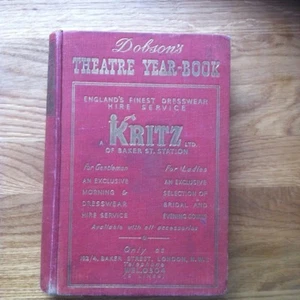 Dobson's
THEATRE YEAR-BOOK
ENGLAND'S FINEST DRESSWEAR
HIRE SERVICE
KRITZ LTD.
OF BAKER ST. STATION
For Gentlemen
AN EXCLUSIVE
MORNING &
DRESSWEAR
HIRE SERVICE
For Ladies
AN EXCLUSIVE
SELECTION OF
BRIDAL AND
EVENING GOWNS
Available with all accessories
Only at
BAKER STREET, LONDON,
Telephone
WELBECK